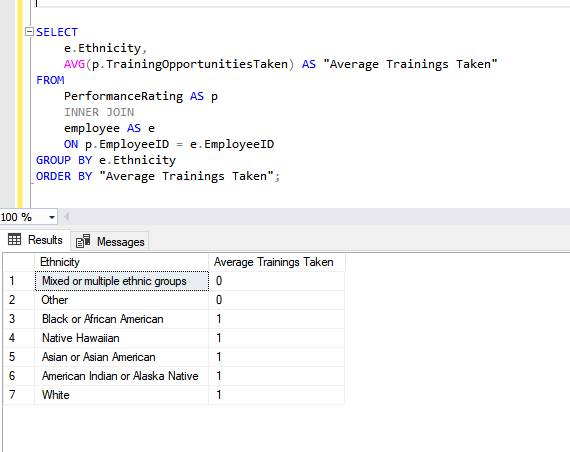 SELECT
e.Ethnicity,
AVG(p.TrainingOpportunitiesTaken) AS "Average Trainings Taken"
FROM
PerformanceRating AS p
INNER JOIN
employee AS e
ON p.EmployeeID = e.EmployeeID
GROUP BY e.Ethnicity
ORDER BY "Average Trainings Taken";
100 %
Results Messages
Ethnicity Average Trainings Taken
1 Mixed or multiple ethnic groups 0
2 Other 0
3 Black or African American 1
4 Native Hawaiian 1
5 Asian or Asian American 1
6 American Indian or Alaska Native 1
7 White 1